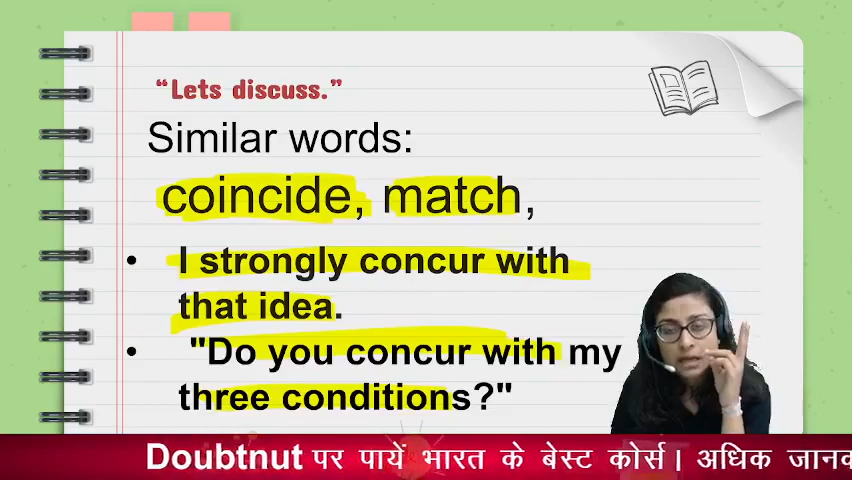 “Lets discuss.”
Similar words:
coincide, match,
• I strongly concur with
that idea.
• "Do you concur with my
three conditions?"
Doubtnut पर पायें भारत के बेस्ट कोर्स। अधिक